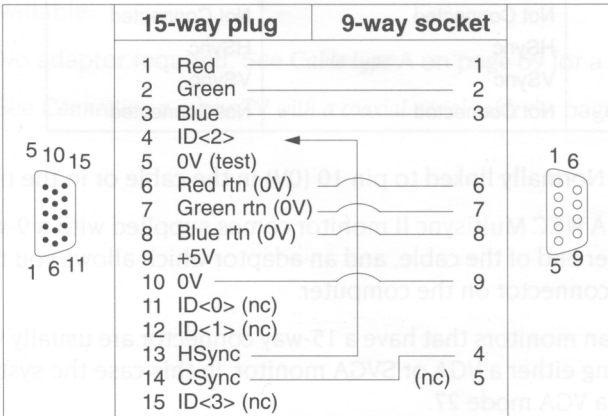 15-way plug 9-way socket
1 Red 1
2 Green 2
3 Blue 3
4 ID<2>
5 0V (test)
6 Red rtn (0V) 6
7 Green rtn (0V) 7
8 Blue rtn (0V) 8
9 +5V
10 0V 9
11 ID<0> (nc)
12 ID<1> (nc)
13 HSync 4
14 CSync (nc) 5
15 ID<3> (nc)
5 10 15
1 6 11
1 6
5 9